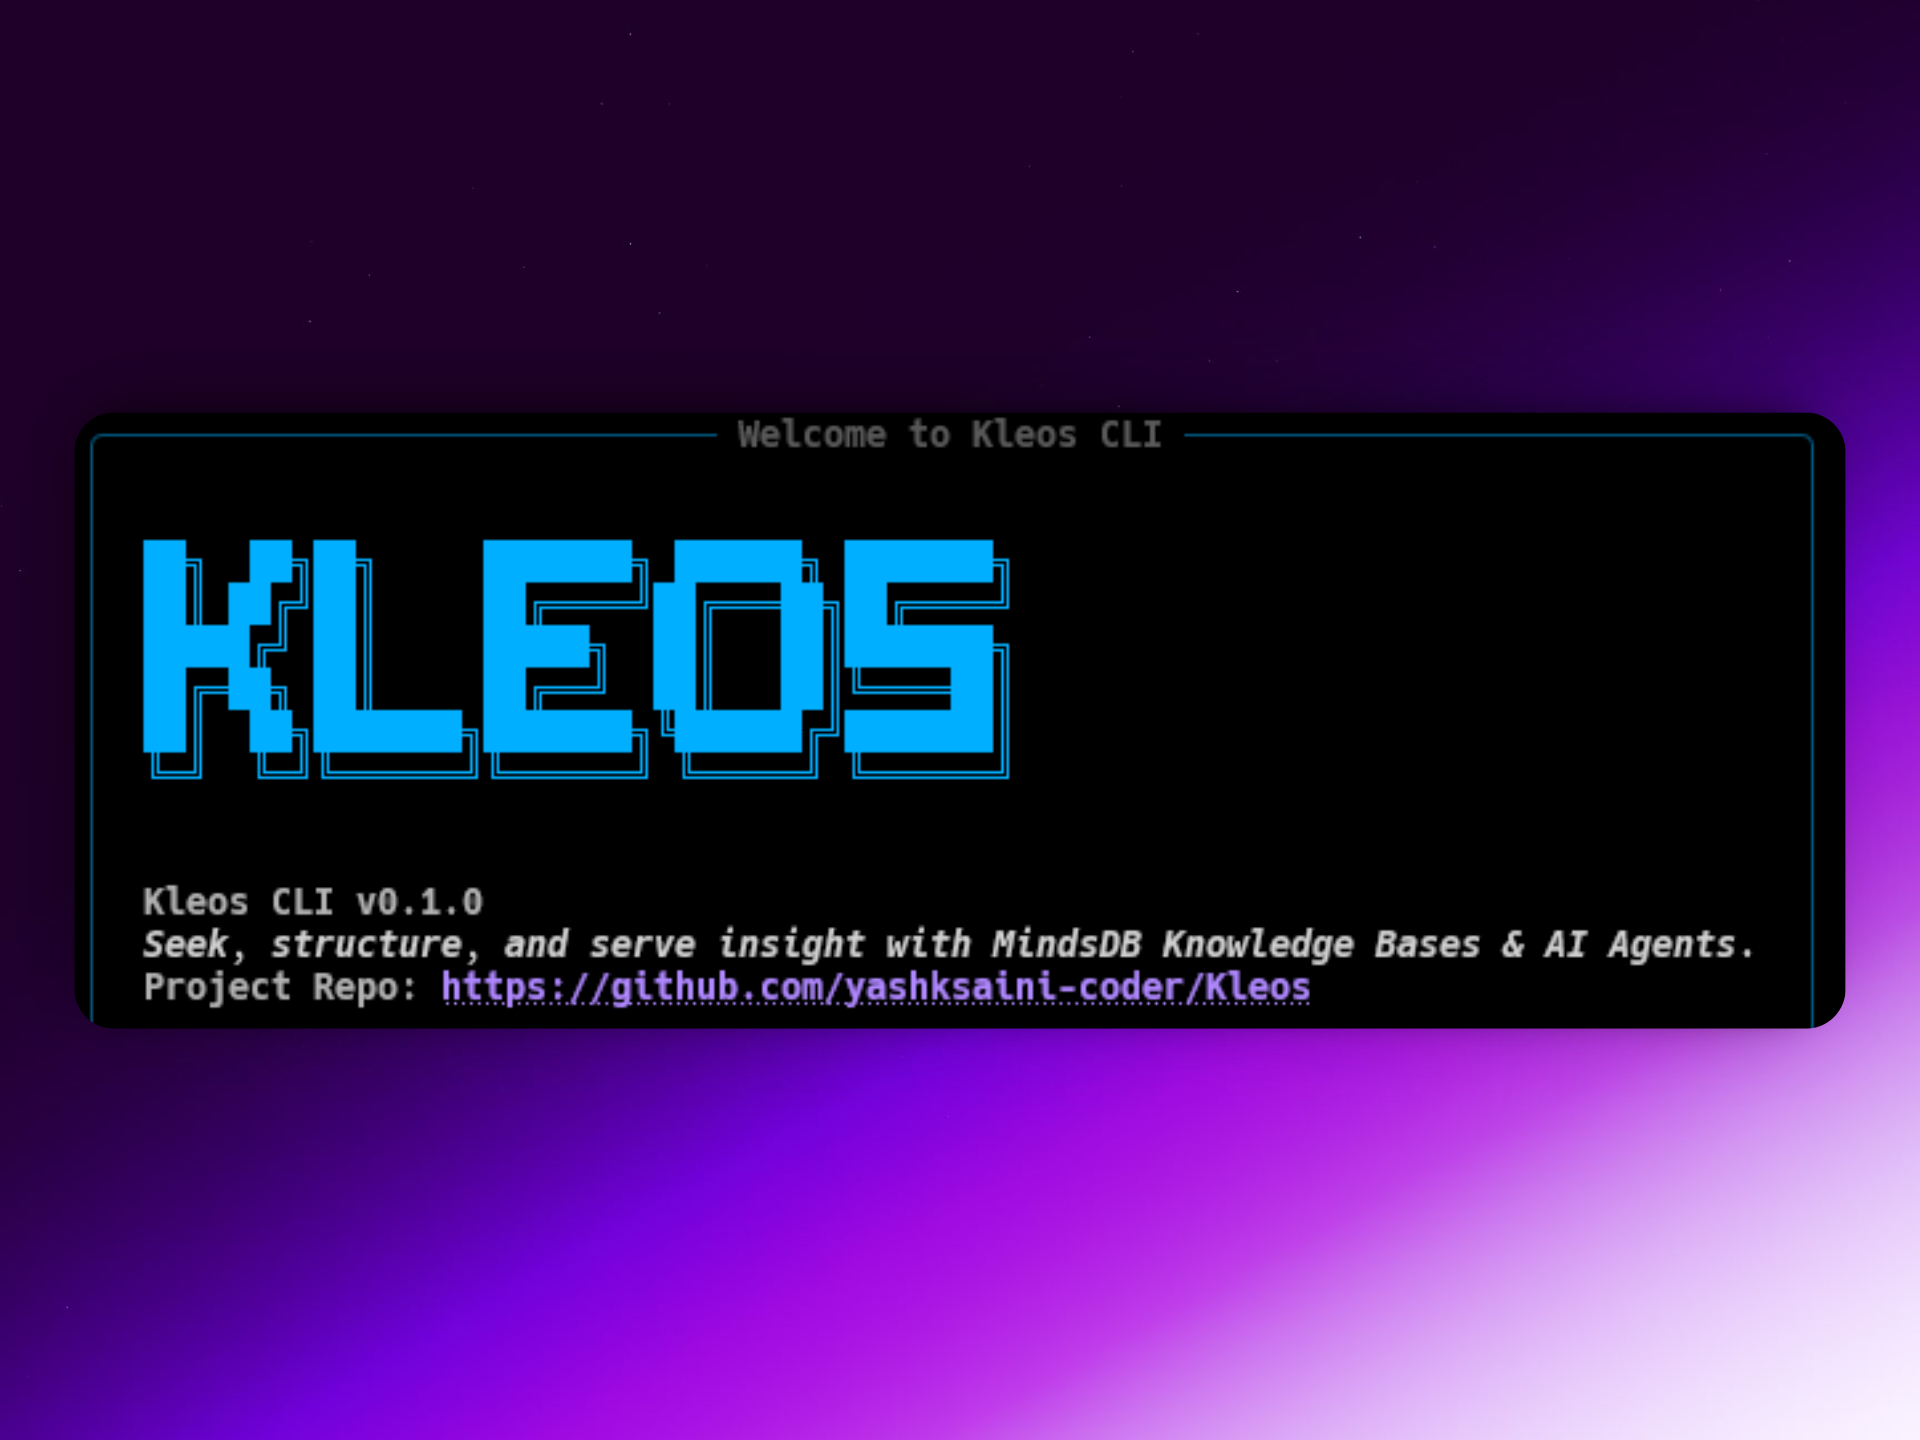 Welcome to Kleos CLI
KLEOS
Kleos CLI v0.1.0
Seek, structure, and serve insight with MindsDB Knowledge Bases & AI Agents.
Project Repo: https://github.com/yashksaini-coder/Kleos